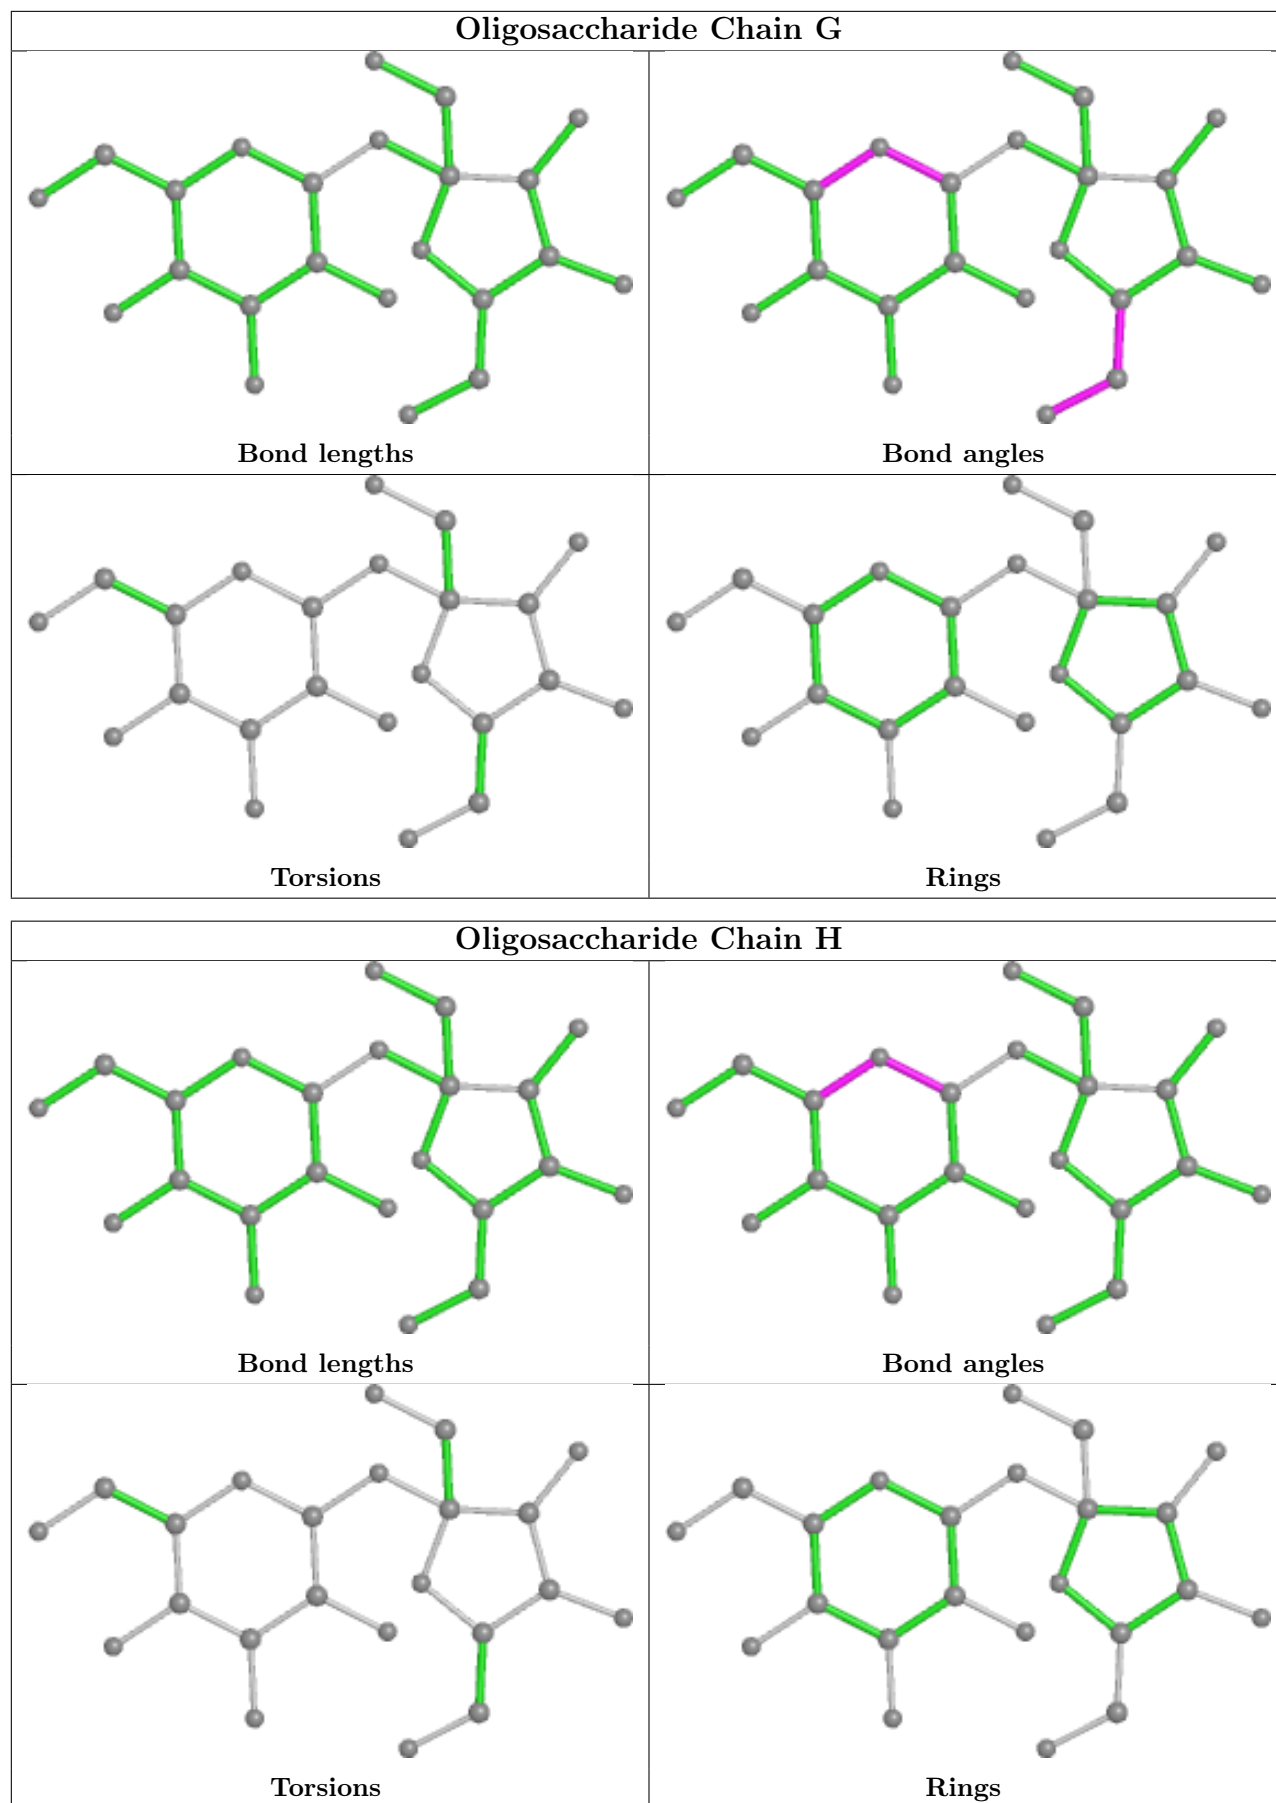 Oligosaccharide Chain G
Bond lengths
Bond angles
Torsions
Rings
Oligosaccharide Chain H
Bond lengths
Bond angles
Torsions
Rings